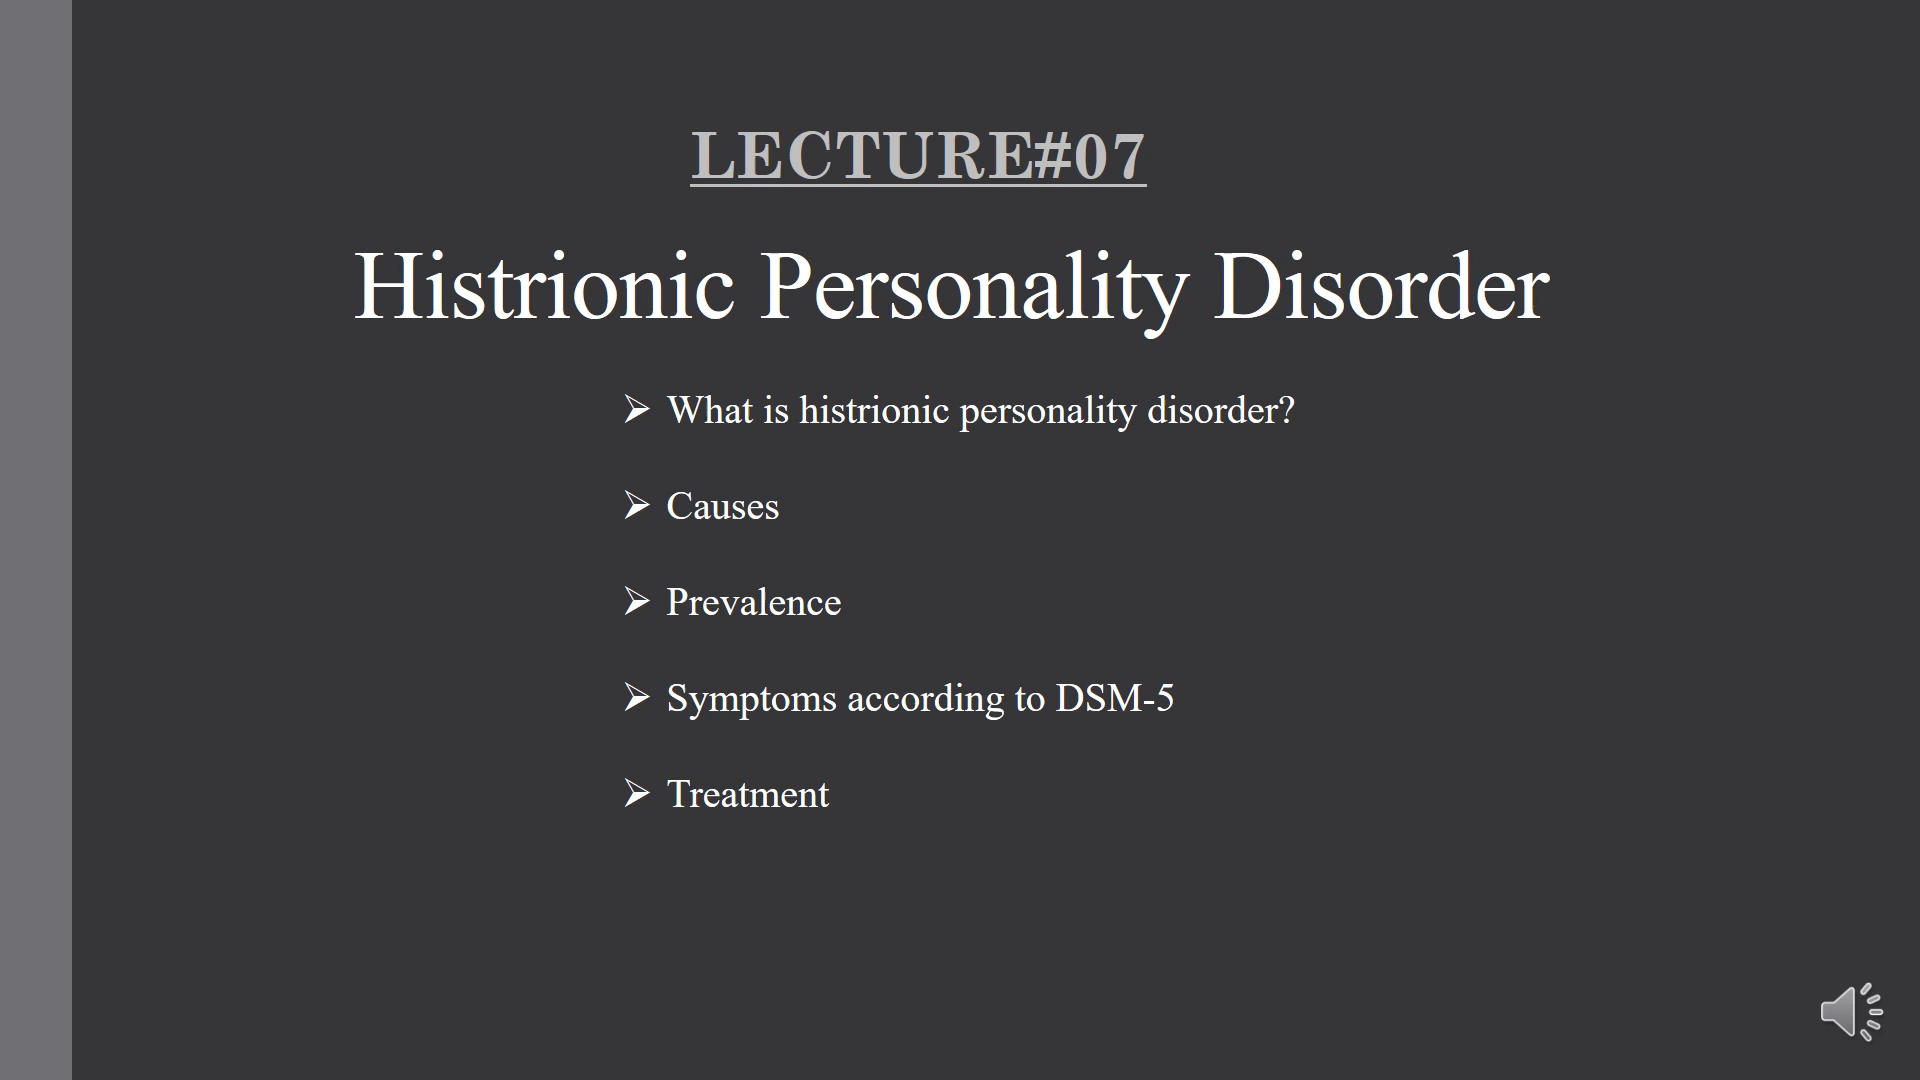 LECTURE#07
Histrionic Personality Disorder
➢ What is histrionic personality disorder?
➢ Causes
➢ Prevalence
➢ Symptoms according to DSM-5
➢ Treatment